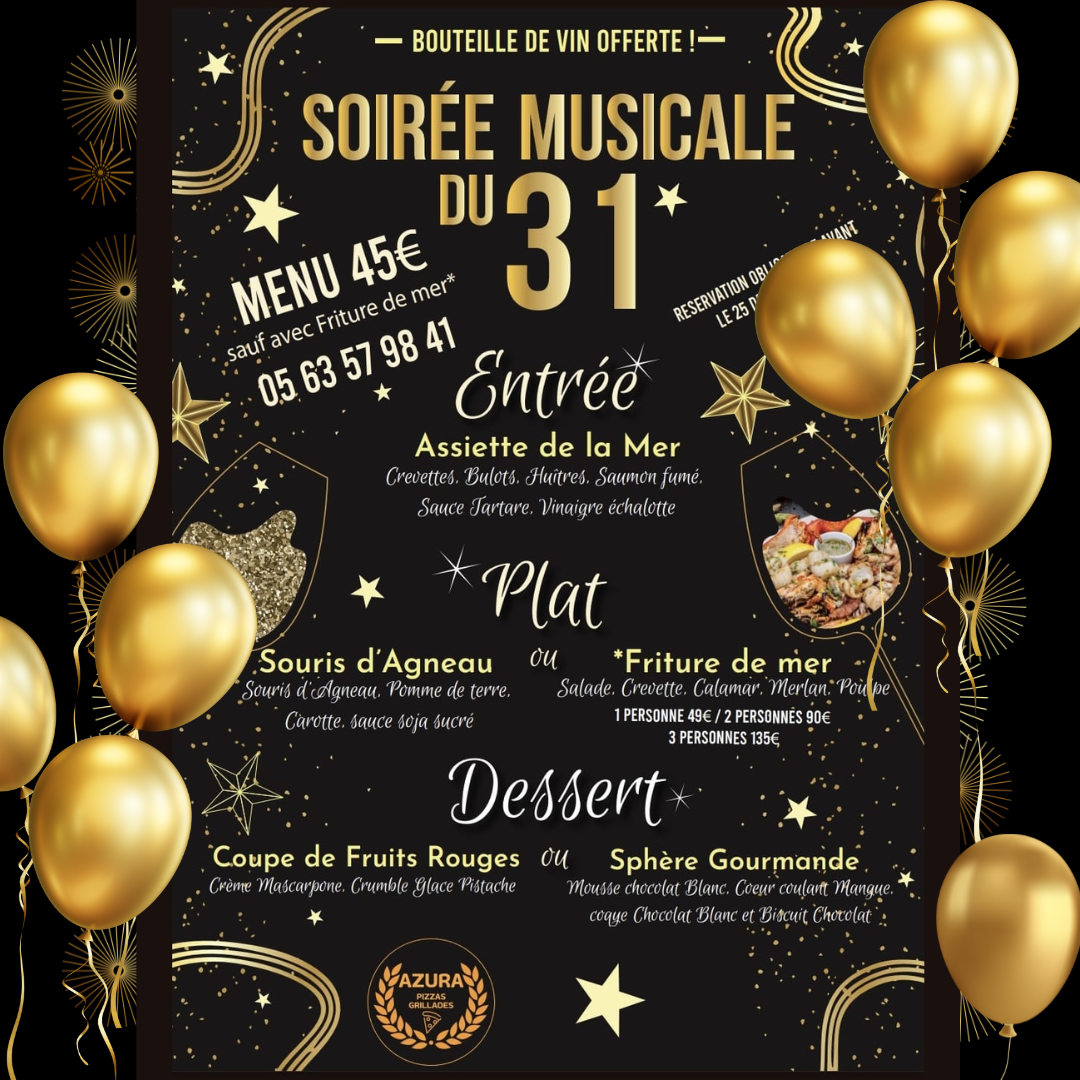 — BOUTEILLE DE VIN OFFERTE ! —
SOIRÉE MUSICALE
DU 31
MENU 45€
sauf avec Friture de mer*
05 63 57 98 41
RESERVATION AVANT
LE 25
Entrée
Assiette de la Mer
Crevettes, Bulots, Huîtres, Saumon fumé,
Sauce Tartare, Vinaigre échalotte
Plat
Souris d'Agneau
Souris d'Agneau, Pomme de terre,
Carotte, sauce soja sucré
ou
*Friture de mer
Salade, Crevette, Calamar, Merlan, Poulpe
1 PERSONNE 49€ / 2 PERSONNES 90€
3 PERSONNES 135€
Dessert
Coupe de Fruits Rouges
Crème Mascarpone, Crumble Glace Pistache
ou
Sphère Gourmande
Mousse chocolat Blanc, Coeur coulant Mangue,
coque Chocolat Blanc et Biscuit Chocolat
AZURA
PIZZAS
GRILLADES